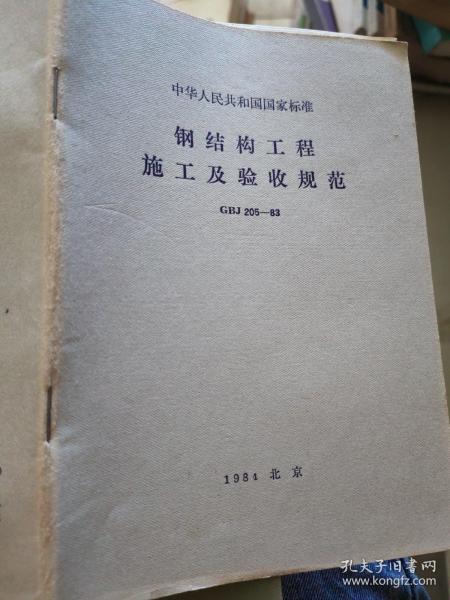 中华人民共和国国家标准
钢结构工程
施工及验收规范
GBJ 205—83
1984 北京
孔夫子旧书网
www.kongfz.com